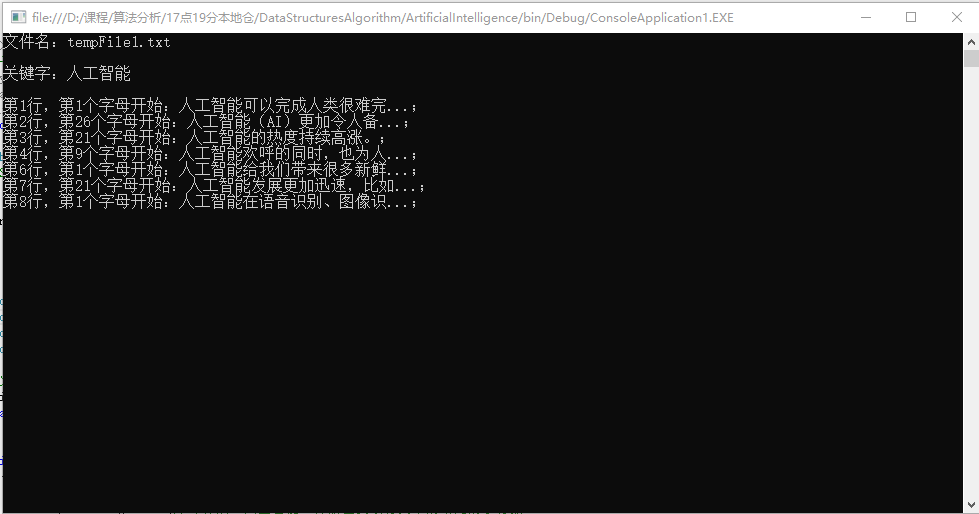 file:///D:/课程/算法分析/17点19分本地仓/DataStructuresAlgorithm/ArtificialIntelligence/bin/Debug/ConsoleApplication1.EXE
文件名：tempFile1.txt
关键字：人工智能
第1行，第1个字母开始：人工智能可以完成人类很难完...；
第2行，第26个字母开始：人工智能（AI）更加令人备...；
第3行，第21个字母开始：人工智能的热度持续高涨。；
第4行，第9个字母开始：人工智能欢呼的同时，也为人...；
第6行，第1个字母开始：人工智能给我们带来很多新鲜...；
第7行，第21个字母开始：人工智能发展更加迅速，比如...；
第8行，第1个字母开始：人工智能在语音识别、图像识...；